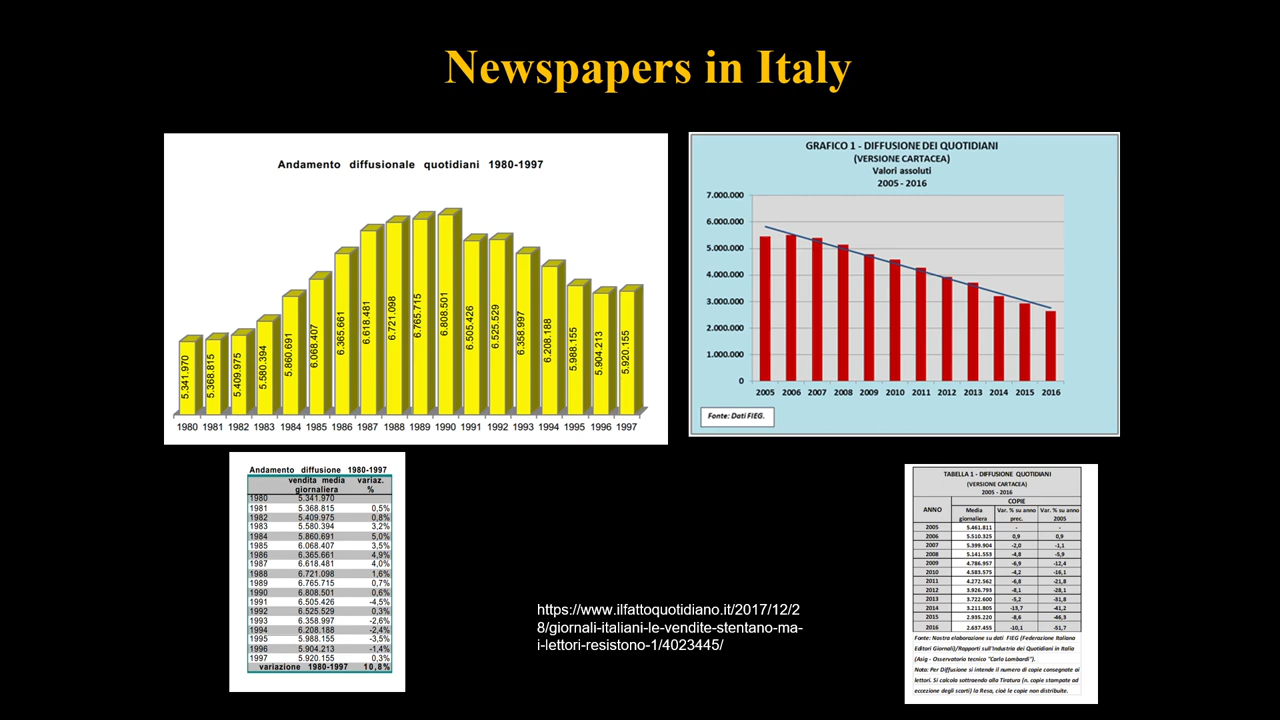 Newspapers in Italy
Andamento diffusionale quotidiani 1980-1997
5.341.970 5.368.815 5.409.975 5.580.394 5.860.691 6.068.407 6.365.661 6.618.481 6.721.098 6.765.715 6.808.501 6.505.426 6.525.529 6.358.997 6.208.188 5.988.155 5.904.213 5.920.155
1980 1981 1982 1983 1984 1985 1986 1987 1988 1989 1990 1991 1992 1993 1994 1995 1996 1997
GRAFICO 1 - DIFFUSIONE DEI QUOTIDIANI
(VERSIONE CARTACEA)
Valori assoluti
2005 - 2016
7.000.000
6.000.000
5.000.000
4.000.000
3.000.000
2.000.000
1.000.000
0
2005 2006 2007 2008 2009 2010 2011 2012 2013 2014 2015 2016
Fonte: Dati FIEG.
Andamento diffusione 1980-1997
vendita media variaz.
giornaliera %
1980 5.341.970
1981 5.368.815 0,5%
1982 5.409.975 0,8%
1983 5.580.394 3,2%
1984 5.860.691 5,0%
1985 6.068.407 3,5%
1986 6.365.661 4,9%
1987 6.618.481 4,0%
1988 6.721.098 1,6%
1989 6.765.715 0,7%
1990 6.808.501 0,6%
1991 6.505.426 -4,5%
1992 6.525.529 0,3%
1993 6.358.997 -2,6%
1994 6.208.188 -2,4%
1995 5.988.155 -3,5%
1996 5.904.213 -1,4%
1997 5.920.155 0,3%
variazione 1980-1997 10,8%
https://www.ilfattoquotidiano.it/2017/12/2
8/giornali-italiani-le-vendite-stentano-ma-
i-lettori-resistono-1/4023445/
TABELLA 1 - DIFFUSIONE QUOTIDIANI
(VERSIONE CARTACEA)
2005 - 2016
COPIE
ANNO Media Var. % su anno Var. % su anno
giornaliera prec. 2005
2005 5.461.811 - -
2006 5.510.325 0,9 0,9
2007 5.399.904 -2,0 -1,1
2008 5.141.553 -4,8 -5,9
2009 4.786.957 -6,9 -12,4
2010 4.583.575 -4,2 -16,1
2011 4.272.562 -6,8 -21,8
2012 3.926.793 -8,1 -28,1
2013 3.722.600 -5,2 -31,8
2014 3.211.805 -13,7 -41,2
2015 2.935.220 -8,6 -46,3
2016 2.637.455 -10,1 -51,7
Fonte: Nostra elaborazione su dati FIEG (Federazione Italiana
Editori Giornali)/Rapporti sull'Industria dei Quotidiani in Italia
(Asig - Osservatorio tecnico "Carlo Lombardi").
Nota: Per Diffusione si intende il numero di copie consegnate ai
lettori. Si calcola sottraendo alla Tiratura (n. copie stampate ad
eccezione degli scarti) la Resa, cioè le copie non distribuite.